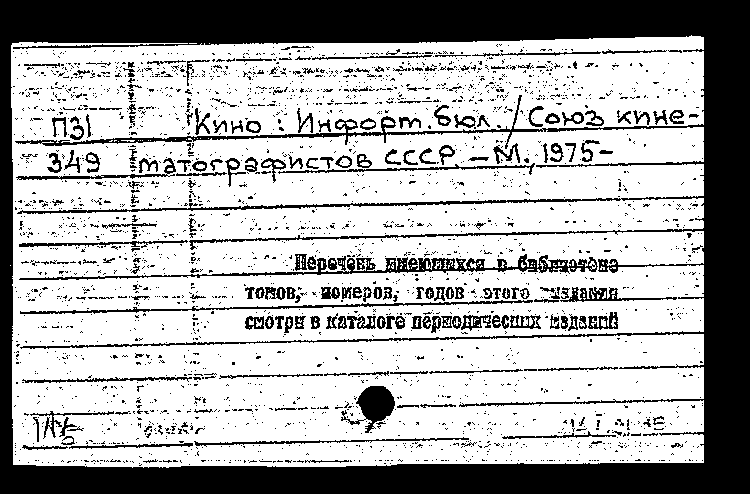 П31 Кино : Информ. бюл. / Союз кине-
349 матографистов СССР. – М., 1975–
Перечень имеющихся в библиотеке
томов, номеров, годов этого издания
смотри в каталоге периодических изданий